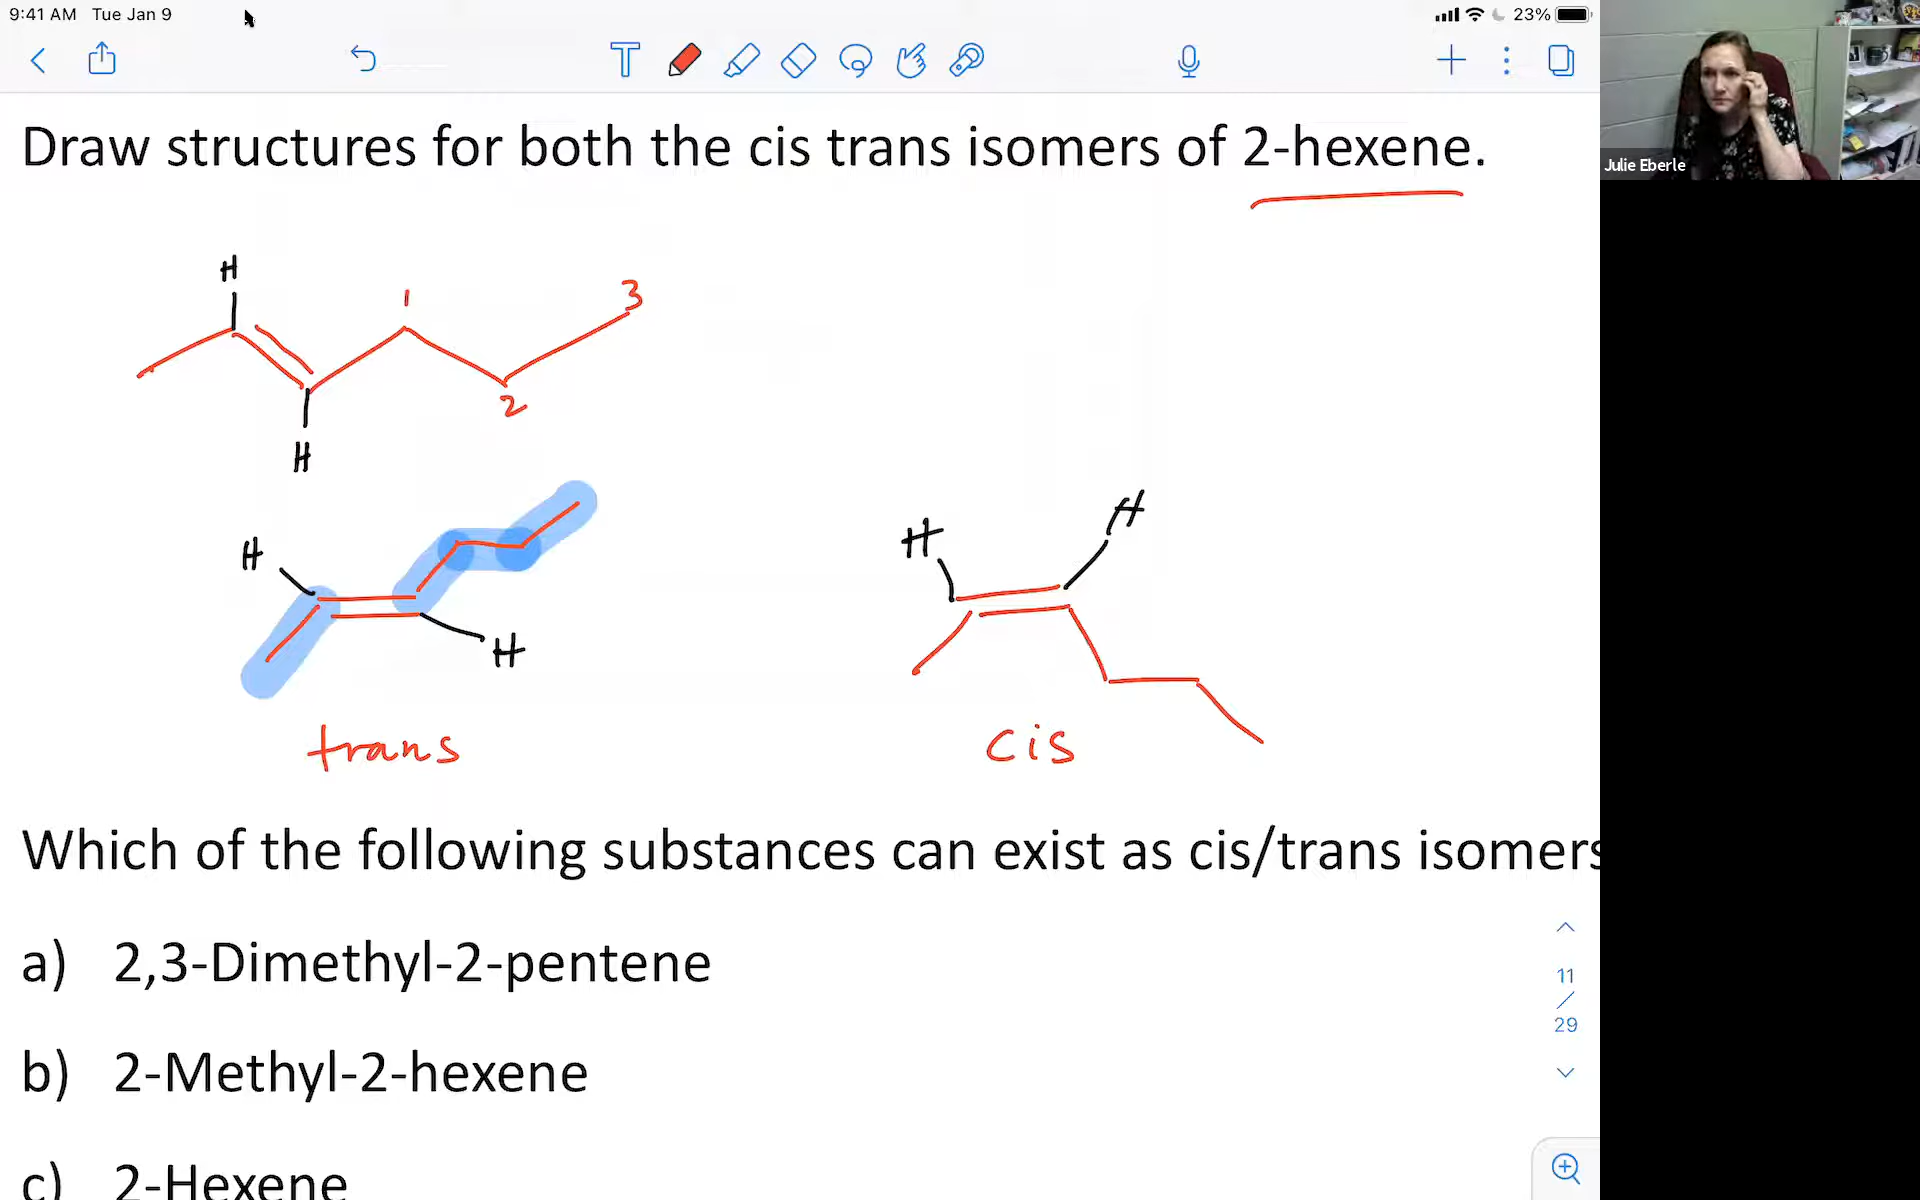 9:41 AM Tue Jan 9
23%
Julie Eberle
Draw structures for both the cis trans isomers of 2-hexene.
H
1
3
2
H
H
H
trans
H
H
cis
Which of the following substances can exist as cis/trans isomers
a) 2,3-Dimethyl-2-pentene
b) 2-Methyl-2-hexene
c) 2-Hexene
11
/
29